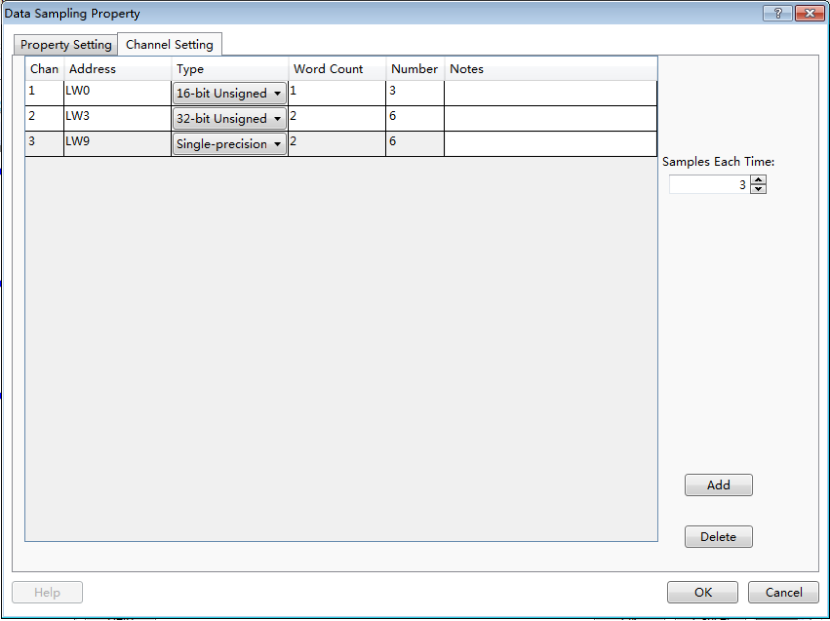 Data Sampling Property
Property Setting Channel Setting
Chan Address Type Word Count Number Notes
1 LW0 16-bit Unsigned 1 3
2 LW3 32-bit Unsigned 2 6
3 LW9 Single-precision 2 6
Samples Each Time:
3
Add
Delete
Help OK Cancel